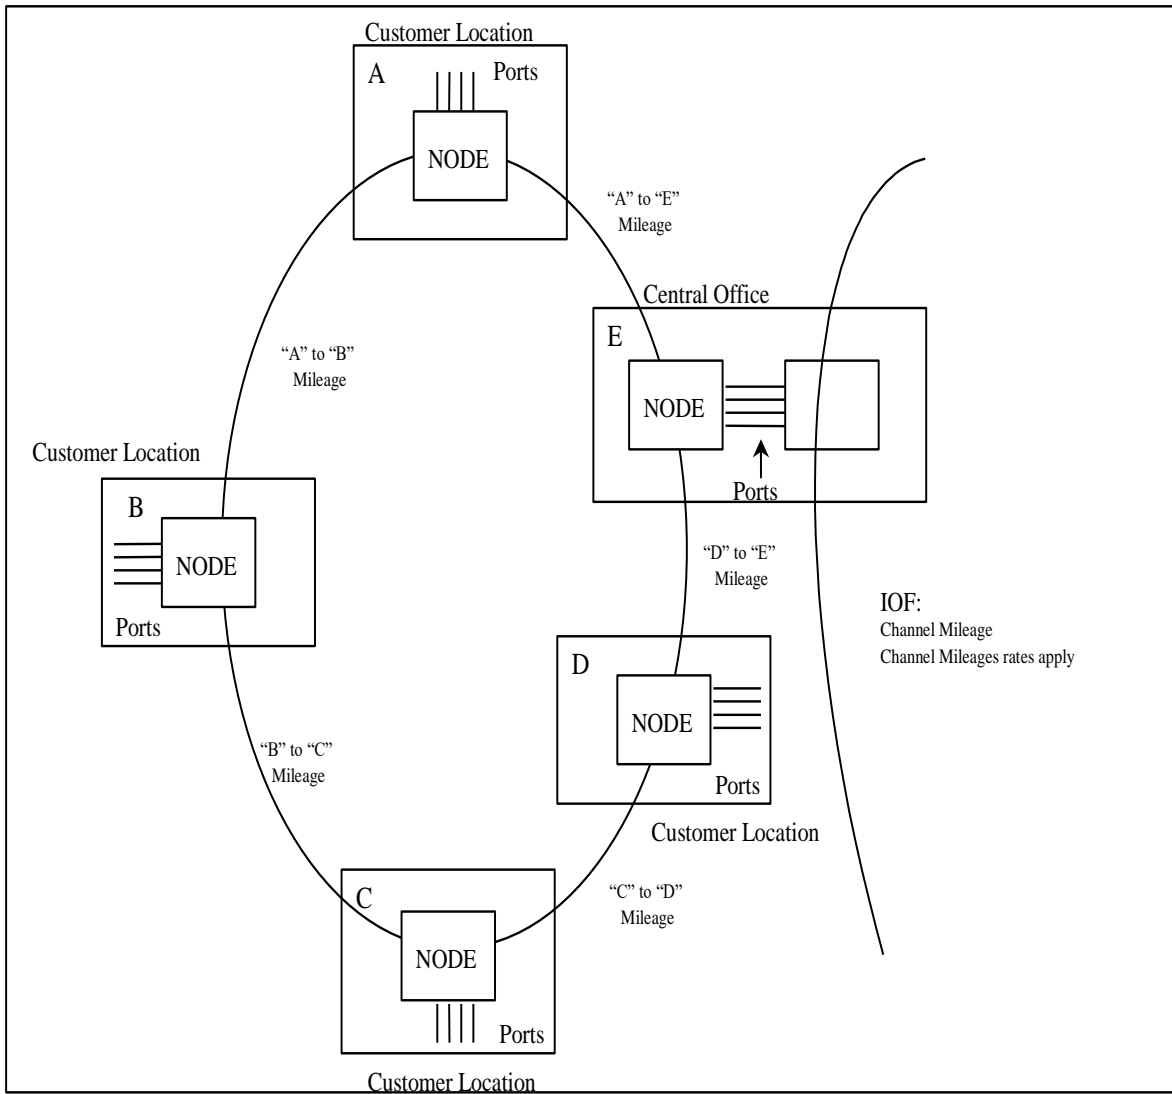 Customer Location
A
Ports
NODE
“A” to “E”
Mileage
Central Office
E
NODE
Ports
“A” to “B”
Mileage
Customer Location
B
NODE
Ports
“D” to “E”
Mileage
IOF:
Channel Mileage
Channel Mileages rates apply
D
NODE
Ports
Customer Location
“B” to “C”
Mileage
“C” to “D”
Mileage
C
NODE
Ports
Customer Location